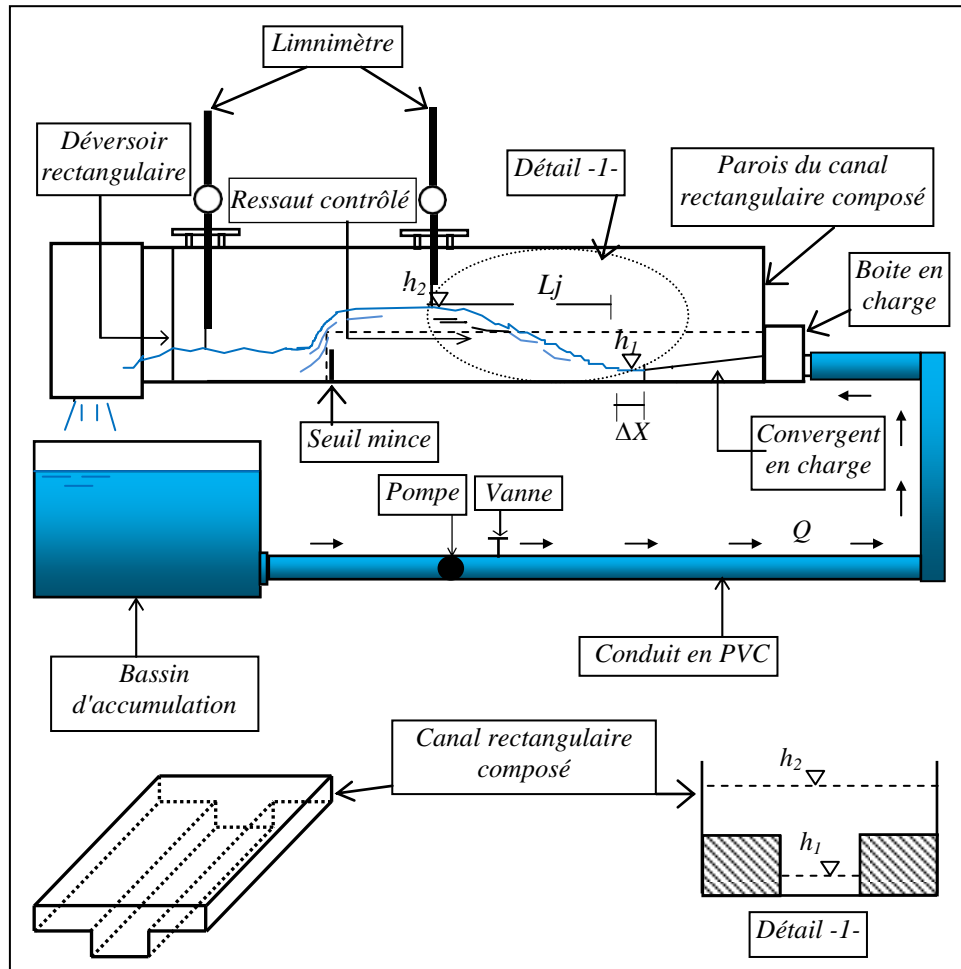 Limnimètre
Déversoir
rectangulaire
Ressaut contrôlé
Détail -1-
Parois du canal
rectangulaire composé
Boite en
charge
h2
Lj
h1
Seuil mince
ΔX
Convergent
en charge
Pompe
Vanne
Q
Bassin
d'accumulation
Conduit en PVC
Canal rectangulaire
composé
h2
h1
Détail -1-